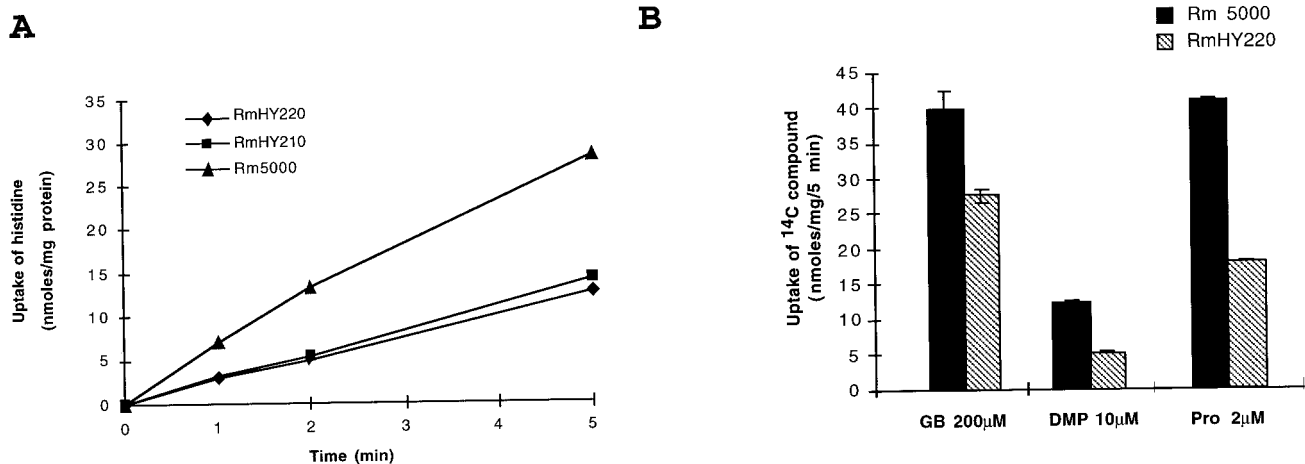 A
Uptake of histidine
(nmoles/mg protein)
35
30
25
20
15
10
5
0
RmHY220
RmHY210
Rm5000
0 1 2 3 4 5
Time (min)
B
Rm 5000
RmHY220
Uptake of ¹⁴C compound
(nmoles/mg/5 min)
45
40
35
30
25
20
15
10
5
0
GB 200µM DMP 10µM Pro 2µM